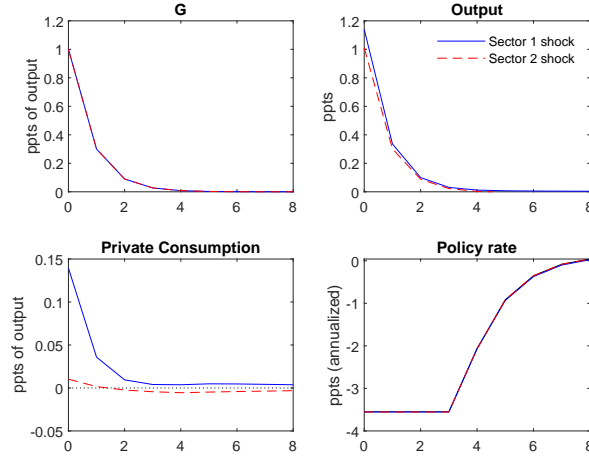 G
ppts of output
1.2
1
0.8
0.6
0.4
0.2
0
0 2 4 6 8
Output
ppts
1.2
1
0.8
0.6
0.4
0.2
0
0 2 4 6 8
Sector 1 shock
Sector 2 shock
Private Consumption
ppts of output
0.15
0.1
0.05
0
-0.05
0 2 4 6 8
Policy rate
ppts (annualized)
0
-1
-2
-3
-4
0 2 4 6 8